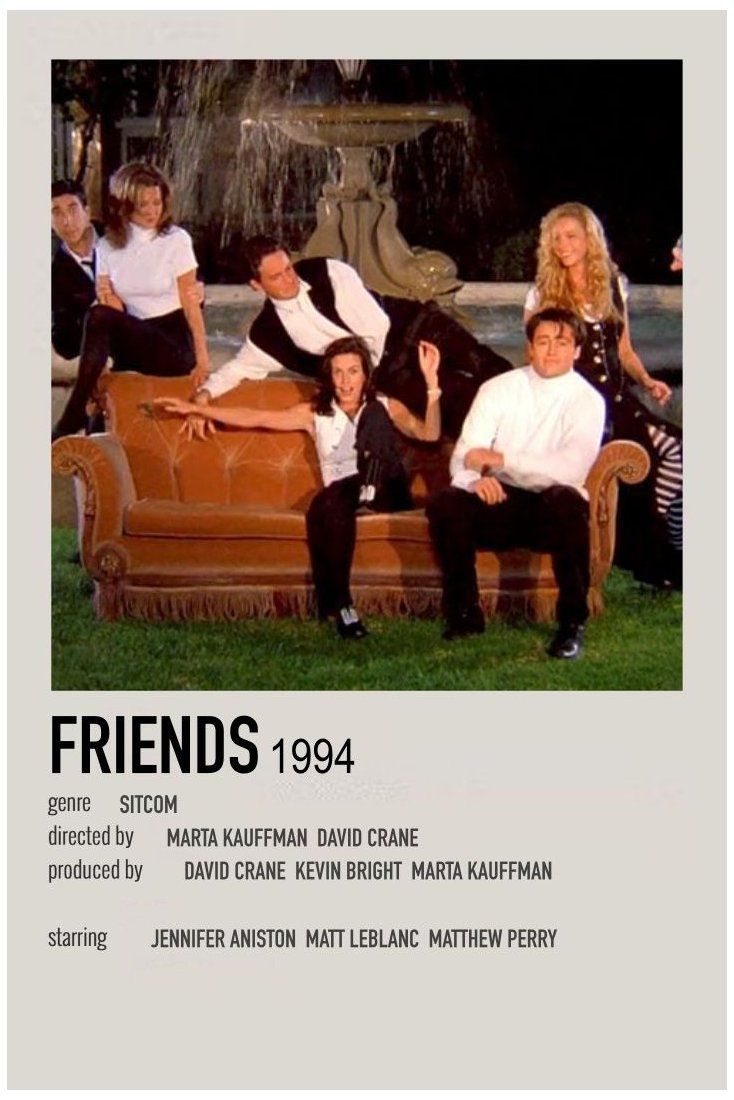 FRIENDS 1994
genre SITCOM
directed by MARTA KAUFFMAN DAVID CRANE
produced by DAVID CRANE KEVIN BRIGHT MARTA KAUFFMAN
starring JENNIFER ANISTON MATT LEBLANC MATTHEW PERRY